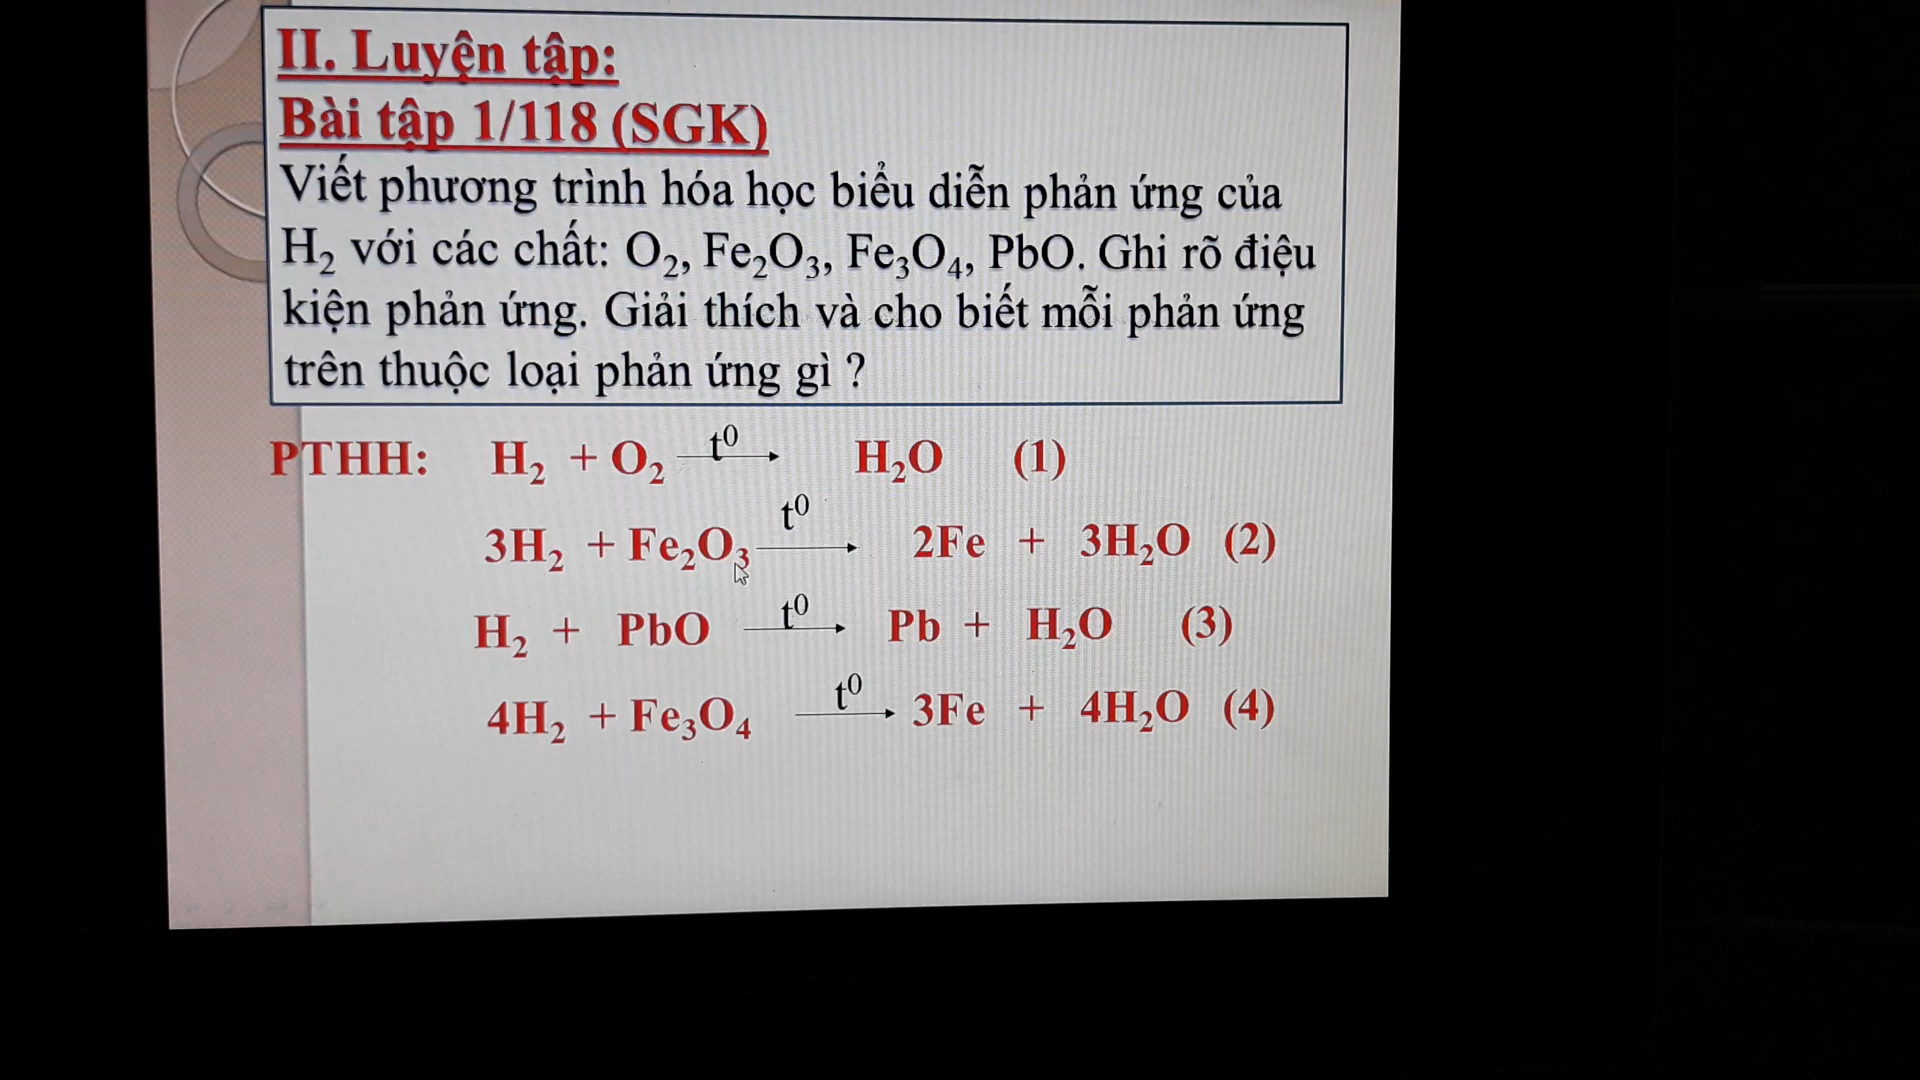 II. Luyện tập:
Bài tập 1/118 (SGK)
Viết phương trình hóa học biểu diễn phản ứng của
H₂ với các chất: O₂, Fe₂O₃, Fe₃O₄, PbO. Ghi rõ điệu
kiện phản ứng. Giải thích và cho biết mỗi phản ứng
trên thuộc loại phản ứng gì ?
PTHH: H₂ + O₂ t⁰→ H₂O (1)
3H₂ + Fe₂O₃ t⁰→ 2Fe + 3H₂O (2)
H₂ + PbO t⁰→ Pb + H₂O (3)
4H₂ + Fe₃O₄ t⁰→ 3Fe + 4H₂O (4)